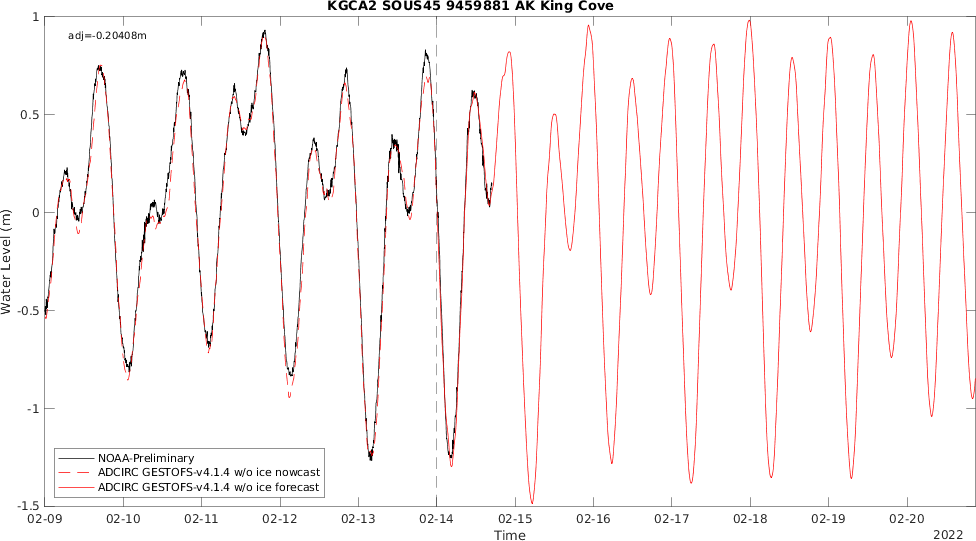 KGCA2 SOUS45 9459881 AK King Cove
adj=-0.20408m
1
0.5
0
-0.5
-1
-1.5
Water Level (m)
NOAA-Preliminary
ADCIRC GESTOFS-v4.1.4 w/o ice nowcast
ADCIRC GESTOFS-v4.1.4 w/o ice forecast
02-09 02-10 02-11 02-12 02-13 02-14 02-15 02-16 02-17 02-18 02-19 02-20
Time
2022